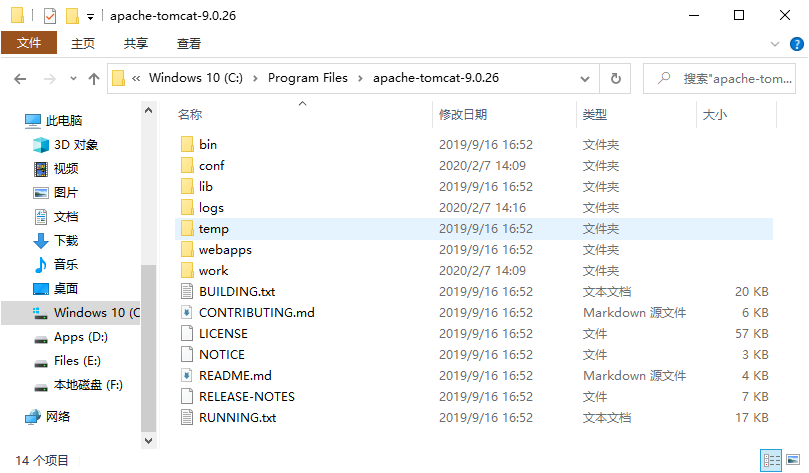 apache-tomcat-9.0.26
文件 主页 共享 查看
« Windows 10 (C:) > Program Files > apache-tomcat-9.0.26 搜索"apache-tom...
此电脑
3D 对象
视频
图片
文档
下载
音乐
桌面
Windows 10 (C
Apps (D:)
Files (E:)
本地磁盘 (F:)
网络
名称 修改日期 类型 大小
bin 2019/9/16 16:52 文件夹
conf 2020/2/7 14:09 文件夹
lib 2019/9/16 16:52 文件夹
logs 2020/2/7 14:16 文件夹
temp 2019/9/16 16:52 文件夹
webapps 2019/9/16 16:52 文件夹
work 2020/2/7 14:09 文件夹
BUILDING.txt 2019/9/16 16:52 文本文档 20 KB
CONTRIBUTING.md 2019/9/16 16:52 Markdown 源文件 6 KB
LICENSE 2019/9/16 16:52 文件 57 KB
NOTICE 2019/9/16 16:52 文件 3 KB
README.md 2019/9/16 16:52 Markdown 源文件 4 KB
RELEASE-NOTES 2019/9/16 16:52 文件 7 KB
RUNNING.txt 2019/9/16 16:52 文本文档 17 KB
14 个项目